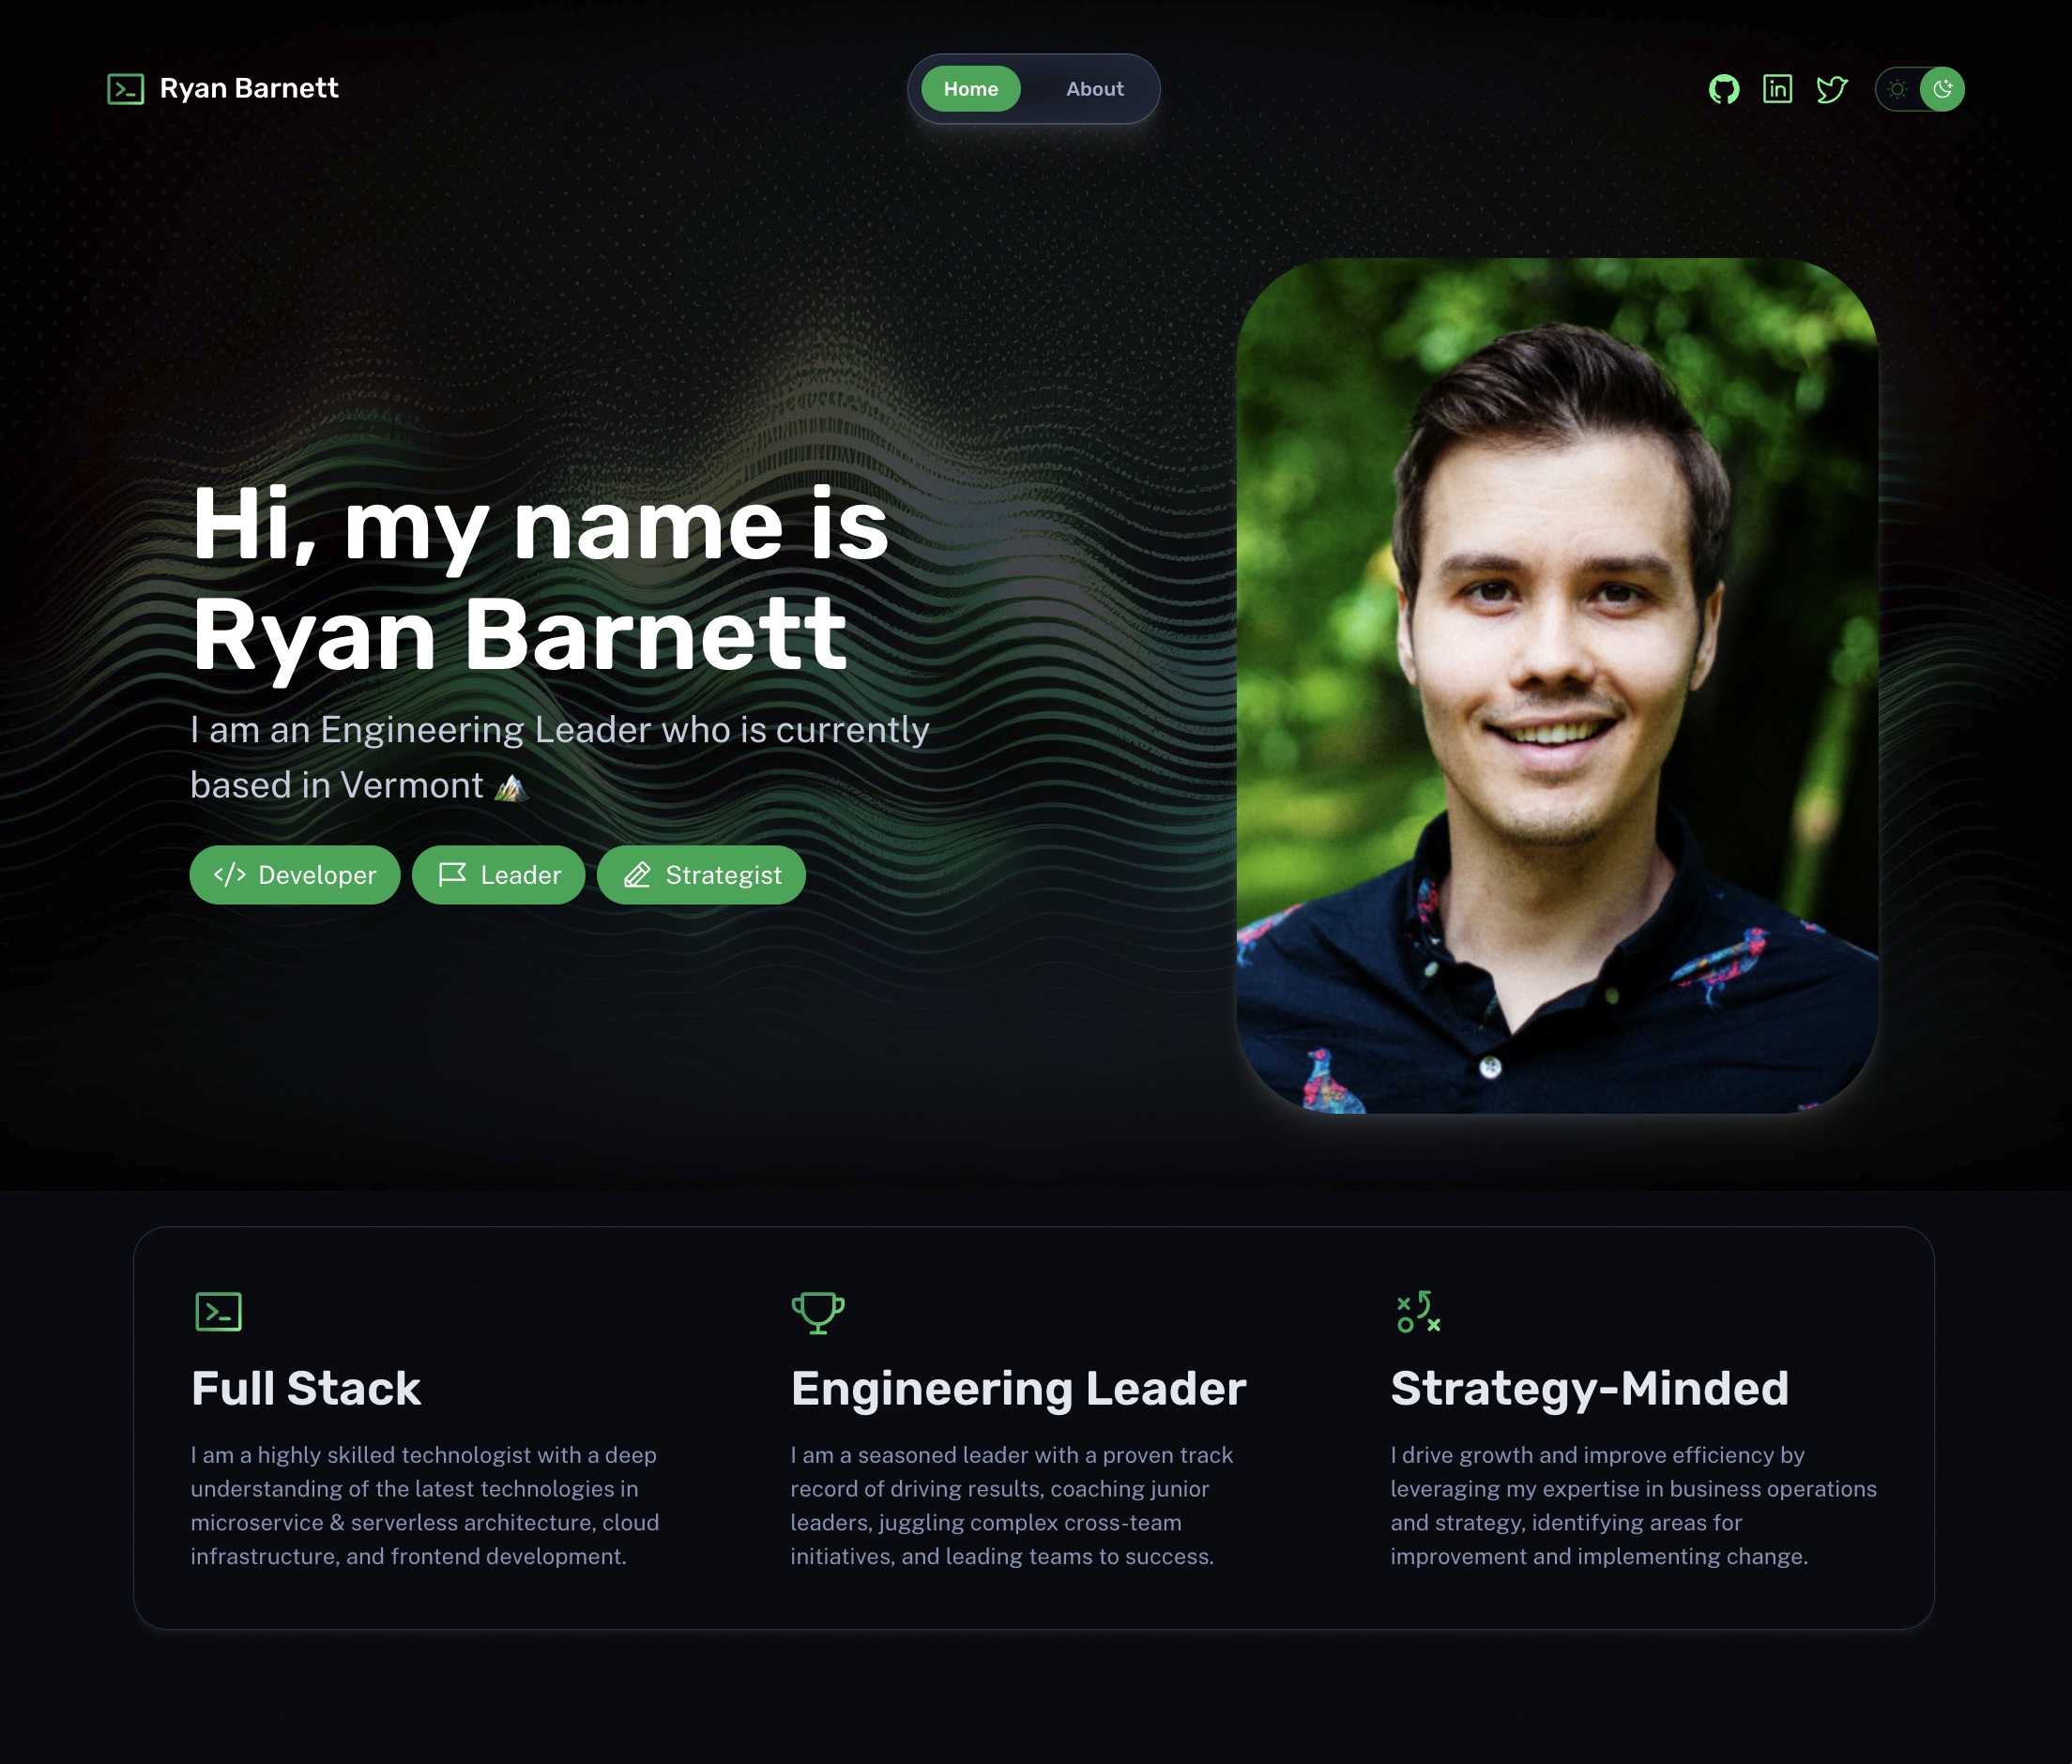 Ryan Barnett
Home
About
Hi, my name is
Ryan Barnett
I am an Engineering Leader who is currently
based in Vermont 🏔️
Developer
Leader
Strategist
Full Stack
I am a highly skilled technologist with a deep
understanding of the latest technologies in
microservice & serverless architecture, cloud
infrastructure, and frontend development.
Engineering Leader
I am a seasoned leader with a proven track
record of driving results, coaching junior
leaders, juggling complex cross-team
initiatives, and leading teams to success.
Strategy-Minded
I drive growth and improve efficiency by
leveraging my expertise in business operations
and strategy, identifying areas for
improvement and implementing change.